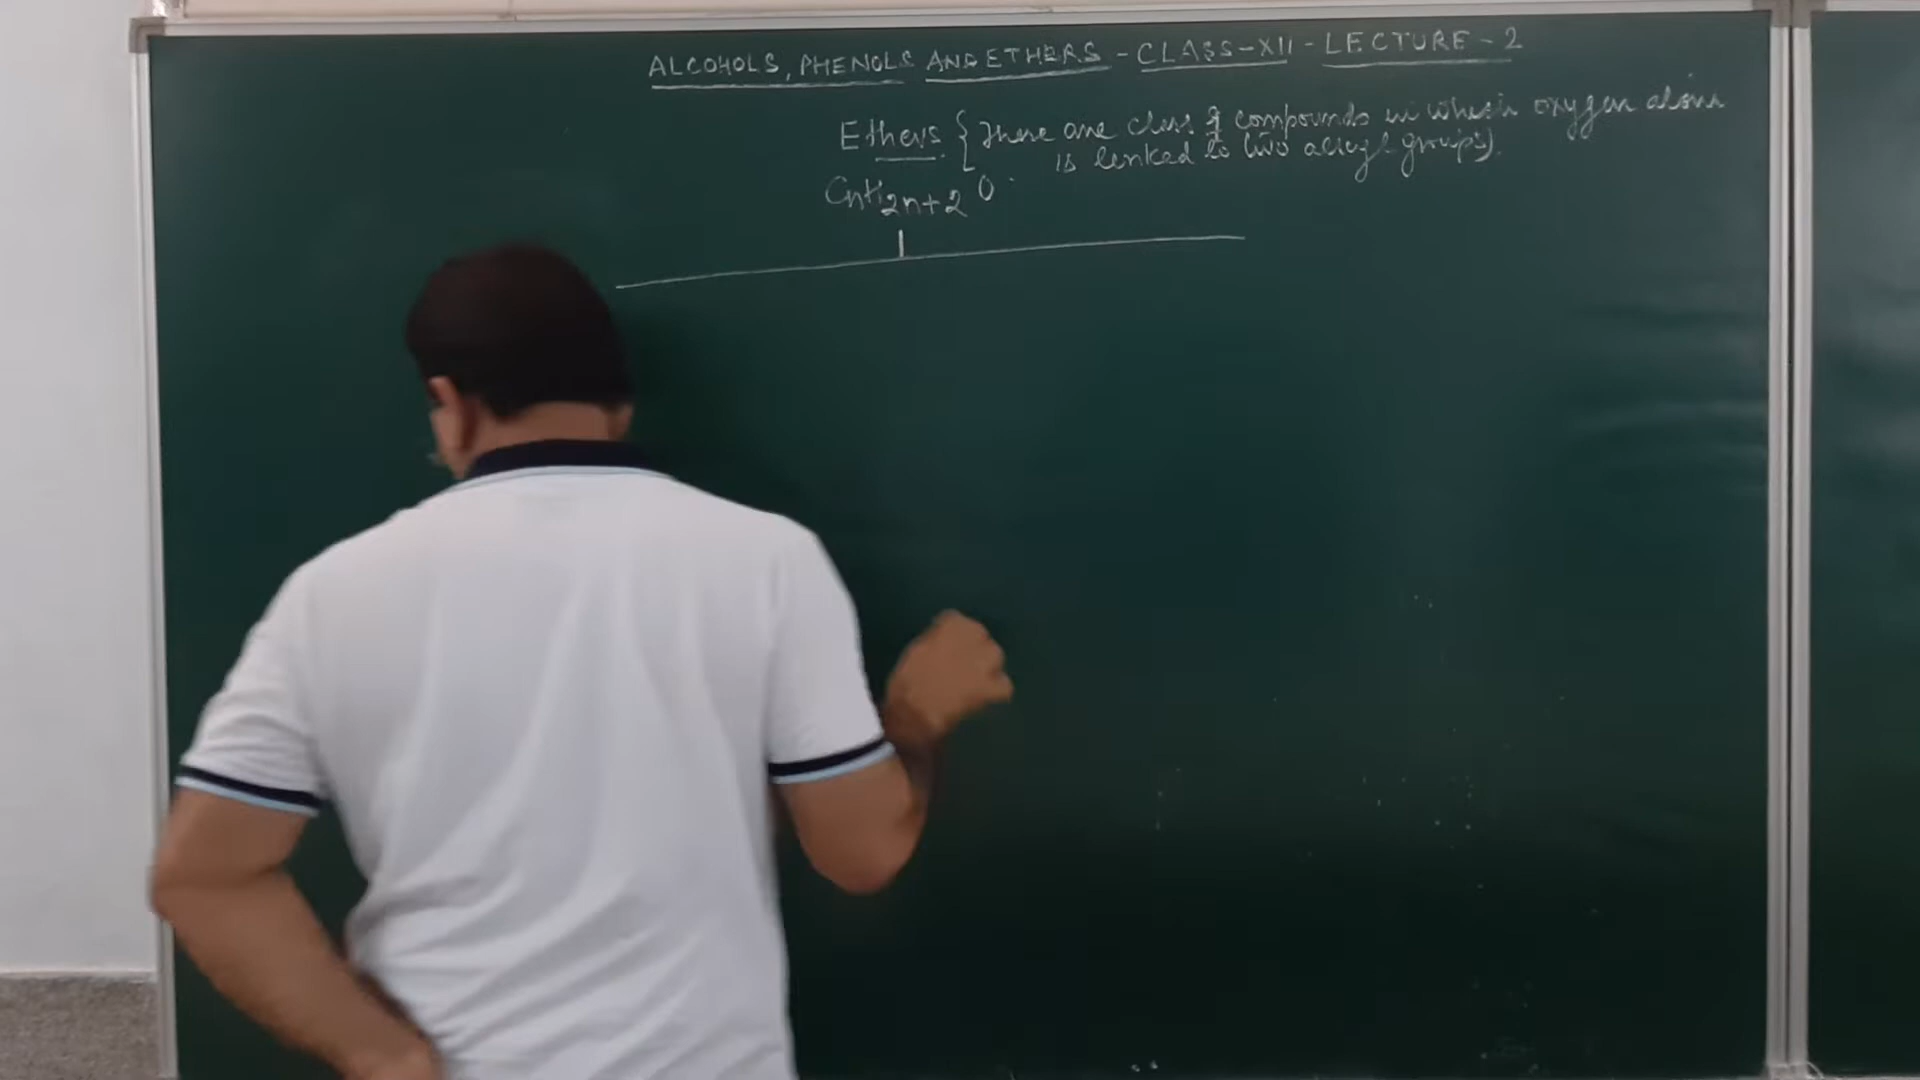 ALCOHOLS, PHENOLS AND ETHERS - CLASS-XII - LECTURE - 2
Ethers {These are class of compounds in which oxygen atom
is linked to two alkyl groups).
CnH2n+2 O